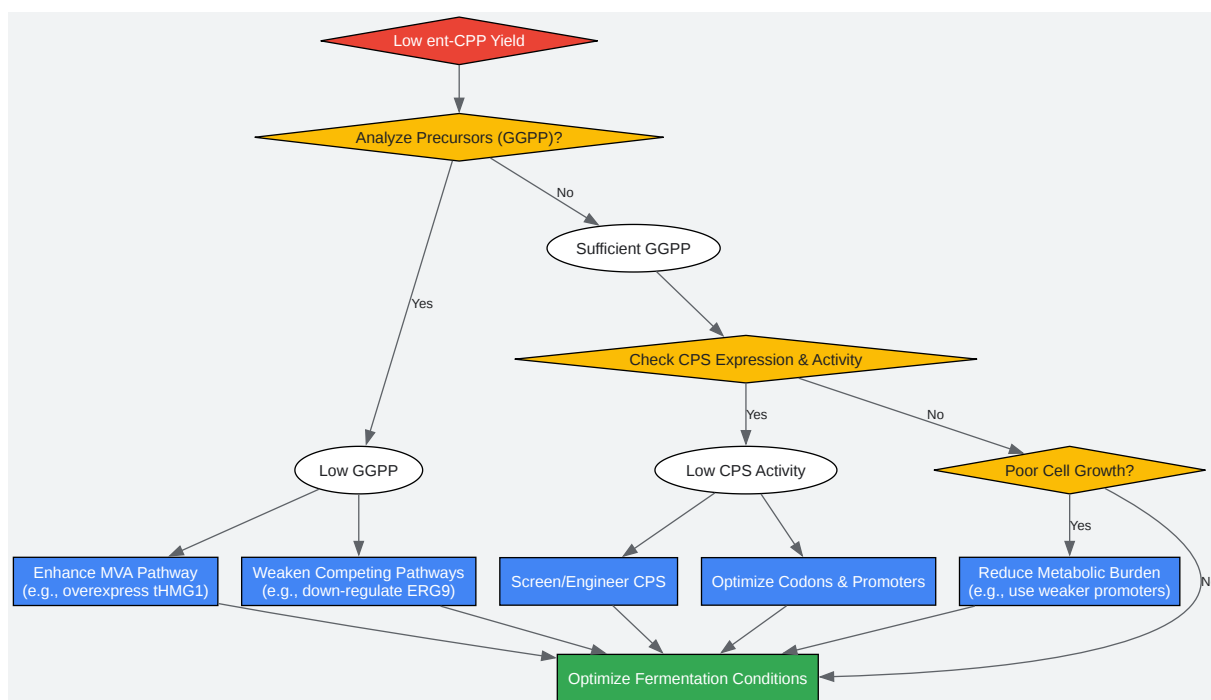 Low ent-CPP Yield
Analyze Precursors (GGPP)?
No
Sufficient GGPP
Yes
Check CPS Expression & Activity
Yes
No
Low GGPP
Low CPS Activity
Poor Cell Growth?
Yes
Enhance MVA Pathway
(e.g., overexpress tHMG1)
Weaken Competing Pathways
(e.g., down-regulate ERG9)
Screen/Engineer CPS
Optimize Codons & Promoters
Reduce Metabolic Burden
(e.g., use weaker promoters)
N
Optimize Fermentation Conditions